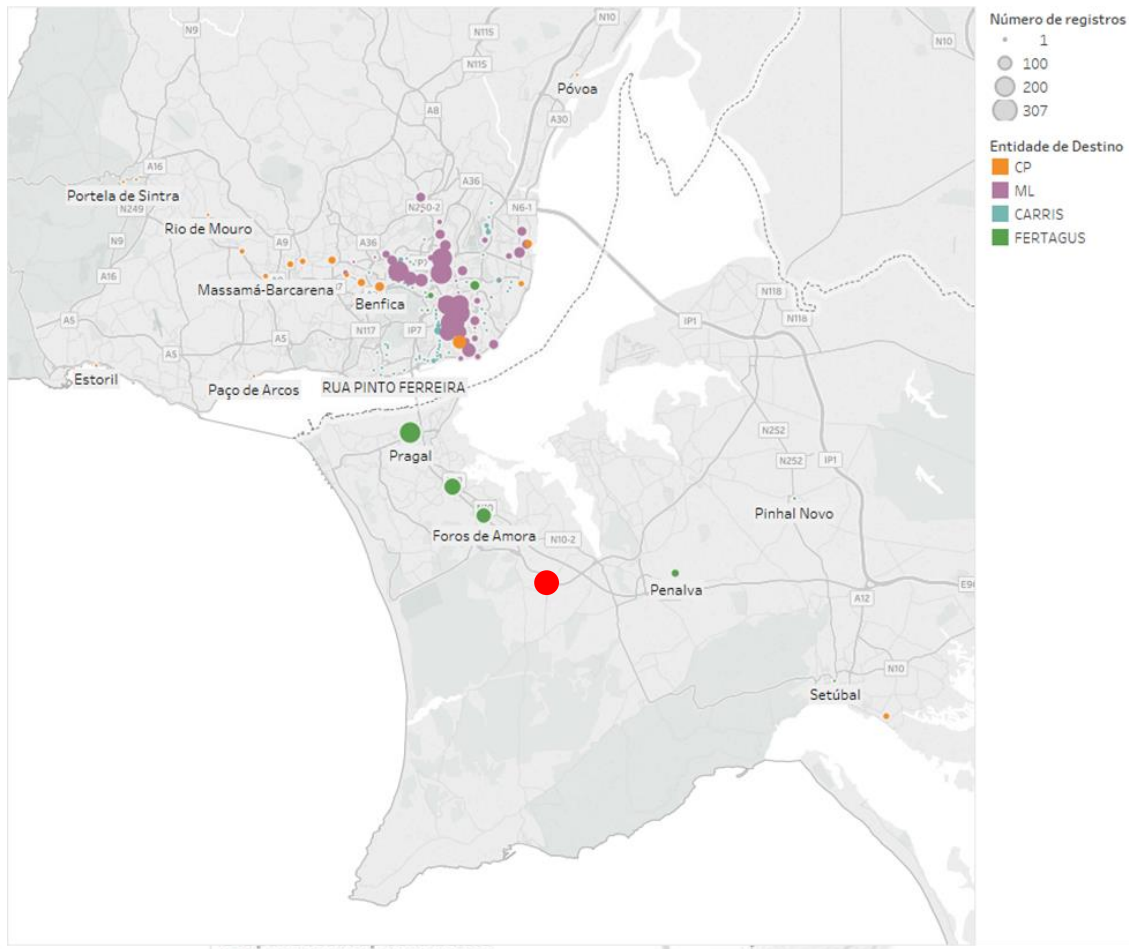 N10
N9
N115
N10
Número de registros
1
N115
100
Póvoa
200
A8
307
A30
Entidade de Destino
A16
CP
A36
ML
Portela de Sintra
CARRIS
N249
N250-2
N6-1
FERTAGUS
Rio de Mouro
N9
A9
A36
A16
Massamá-Barcarena
N118
Benfica
N118
A5
N117
IP7
IP1
A5
Estoril
Paço de Arcos
RUA PINTO FERREIRA
N252
Pragal
N252
IP1
Pinhal Novo
Foros de Amora
N10-2
Penalva
A12
N10
Setúbal